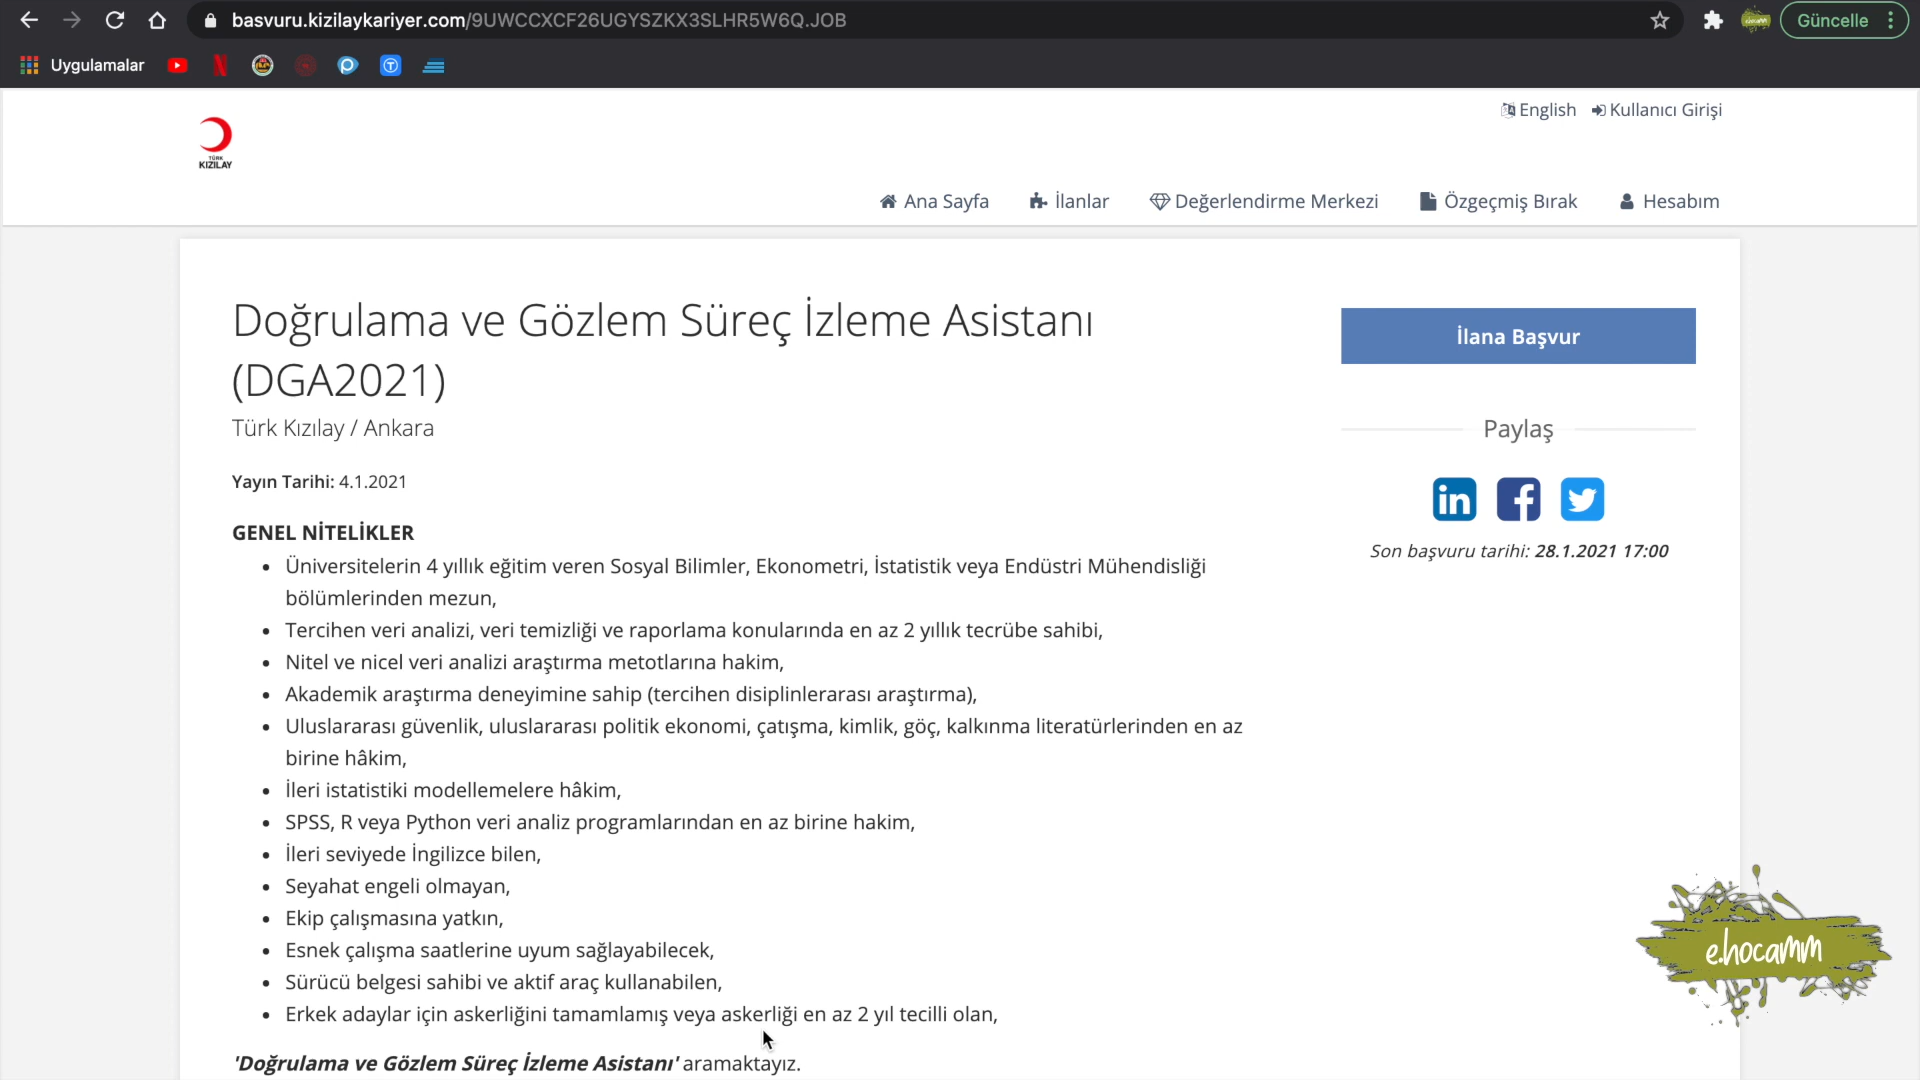 basvuru.kizilaykariyer.com/9UWCCXCF26UGYSZKX3SLHR5W6Q.JOB
Güncelle
Uygulamalar
English Kullanıcı Girişi
TÜRK
KIZILAY
Ana Sayfa İlanlar Değerlendirme Merkezi Özgeçmiş Bırak Hesabım
Doğrulama ve Gözlem Süreç İzleme Asistanı
(DGA2021)
Türk Kızılay / Ankara
Yayın Tarihi: 4.1.2021
İlana Başvur
Paylaş
Son başvuru tarihi: 28.1.2021 17:00
GENEL NİTELİKLER
• Üniversitelerin 4 yıllık eğitim veren Sosyal Bilimler, Ekonometri, İstatistik veya Endüstri Mühendisliği
bölümlerinden mezun,
• Tercihen veri analizi, veri temizliği ve raporlama konularında en az 2 yıllık tecrübe sahibi,
• Nitel ve nicel veri analizi araştırma metotlarına hakim,
• Akademik araştırma deneyimine sahip (tercihen disiplinlerarası araştırma),
• Uluslararası güvenlik, uluslararası politik ekonomi, çatışma, kimlik, göç, kalkınma literatürlerinden en az
birine hâkim,
• İleri istatistiki modellemelere hâkim,
• SPSS, R veya Python veri analiz programlarından en az birine hakim,
• İleri seviyede İngilizce bilen,
• Seyahat engeli olmayan,
• Ekip çalışmasına yatkın,
• Esnek çalışma saatlerine uyum sağlayabilecek,
• Sürücü belgesi sahibi ve aktif araç kullanabilen,
• Erkek adaylar için askerliğini tamamlamış veya askerliği en az 2 yıl tecilli olan,
'Doğrulama ve Gözlem Süreç İzleme Asistanı' aramaktayız.
e.hocamm